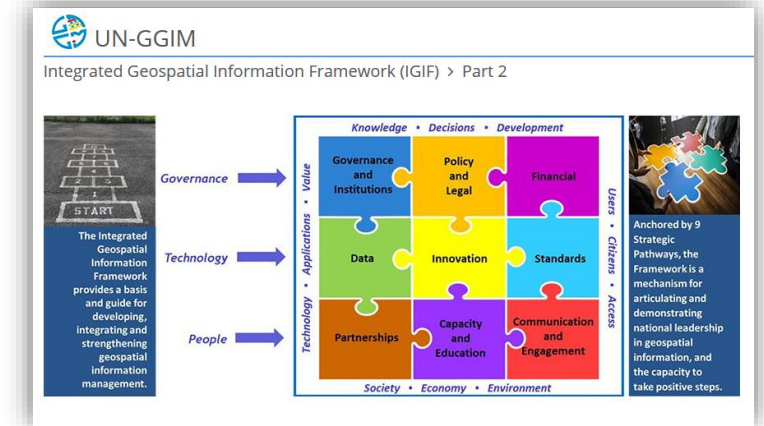 UN-GGIM
Integrated Geospatial Information Framework (IGIF) > Part 2
START
1
The Integrated
Geospatial
Information
Framework
provides a basis
and guide for
developing,
integrating and
strengthening
geospatial
information
management.
Governance
Technology
People
Knowledge • Decisions • Development
Technology • Applications • Value
Governance
and
Institutions
Policy
and
Legal
Financial
Data
Innovation
Standards
Partnerships
Capacity
and
Education
Communication
and
Engagement
Users • Citizens • Access
Society • Economy • Environment
Anchored by 9
Strategic
Pathways, the
Framework is a
mechanism for
articulating and
demonstrating
national leadership
in geospatial
information, and
the capacity to
take positive steps.